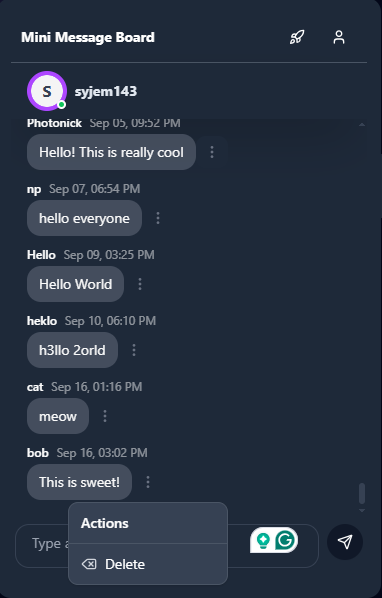 Mini Message Board
S
syjem143
Photonick Sep 05, 09:52 PM
Hello! This is really cool
np Sep 07, 06:54 PM
hello everyone
Hello Sep 09, 03:25 PM
Hello World
heklo Sep 10, 06:10 PM
h3llo 2orld
cat Sep 16, 01:16 PM
meow
bob Sep 16, 03:02 PM
This is sweet!
Actions
Type
Delete